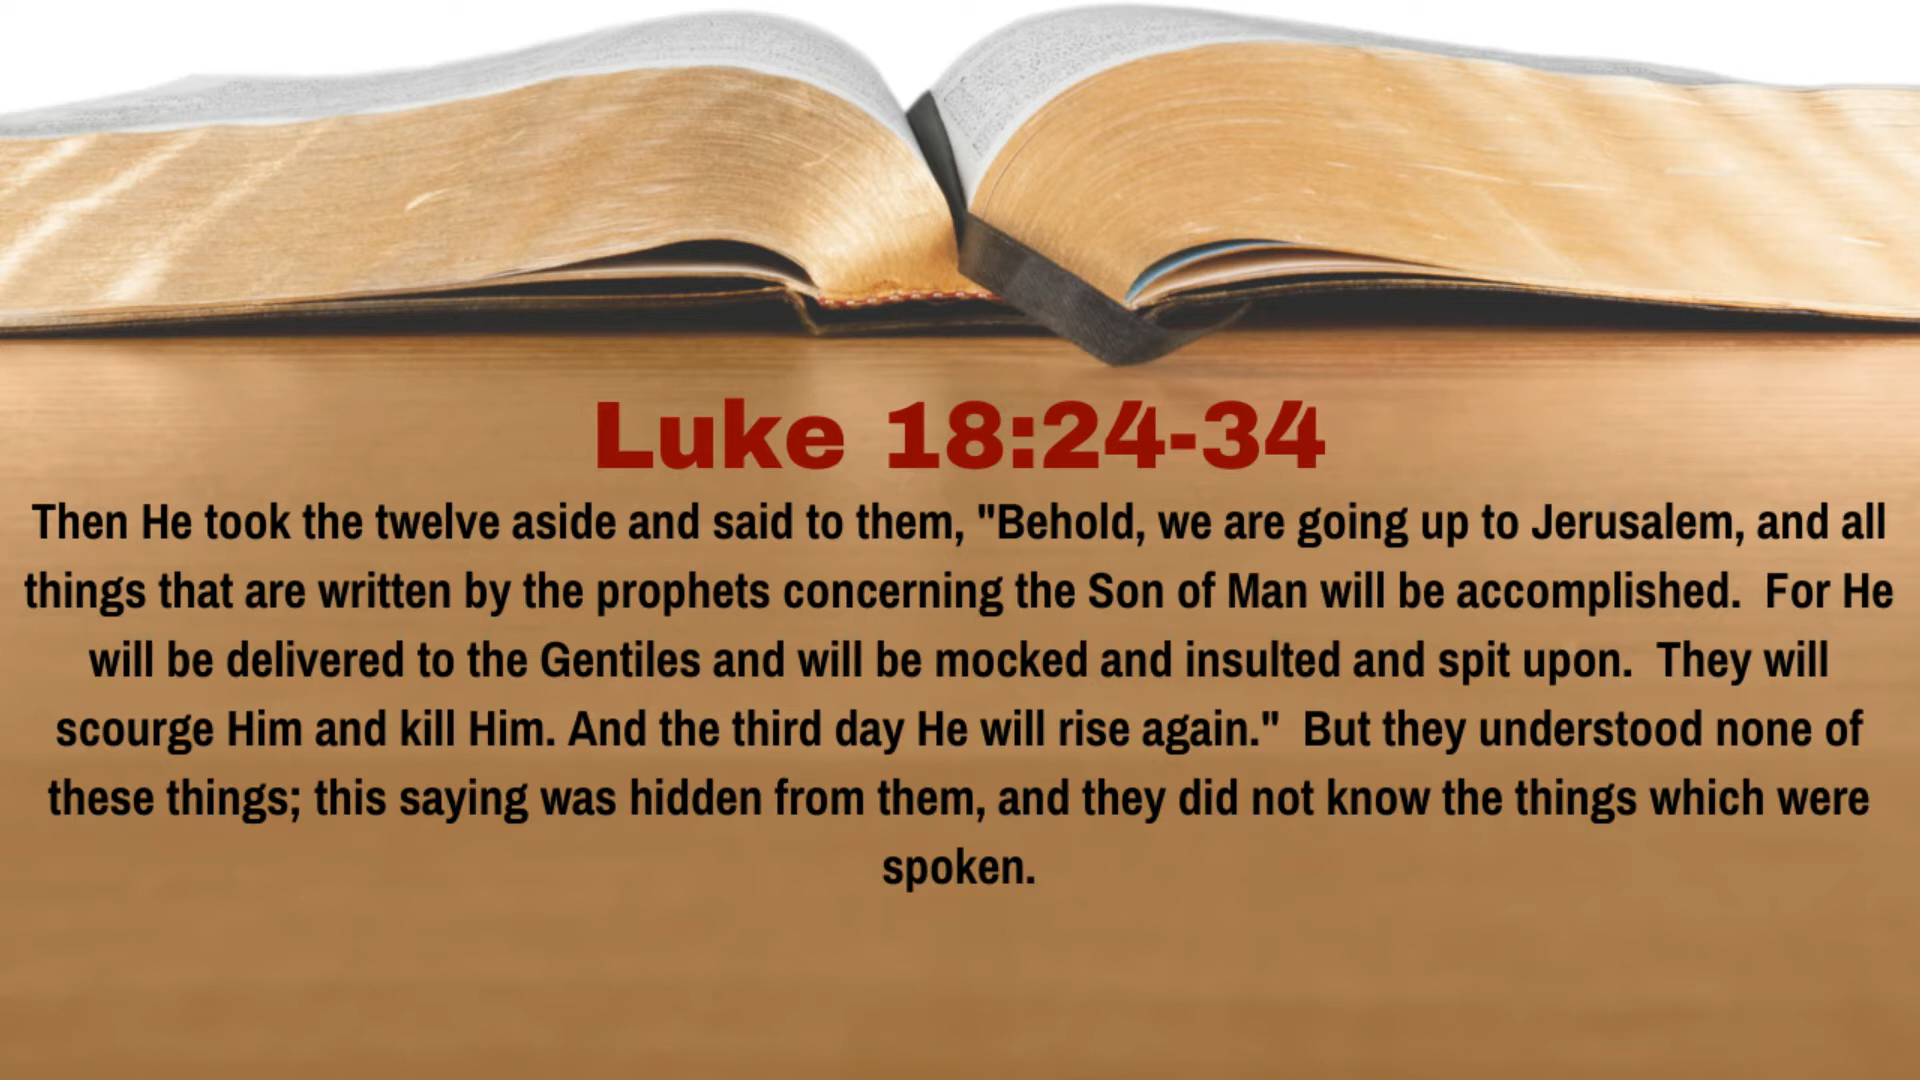 Luke 18:24-34
Then He took the twelve aside and said to them, "Behold, we are going up to Jerusalem, and all
things that are written by the prophets concerning the Son of Man will be accomplished.  For He
will be delivered to the Gentiles and will be mocked and insulted and spit upon.  They will
scourge Him and kill Him. And the third day He will rise again."  But they understood none of
these things; this saying was hidden from them, and they did not know the things which were
spoken.